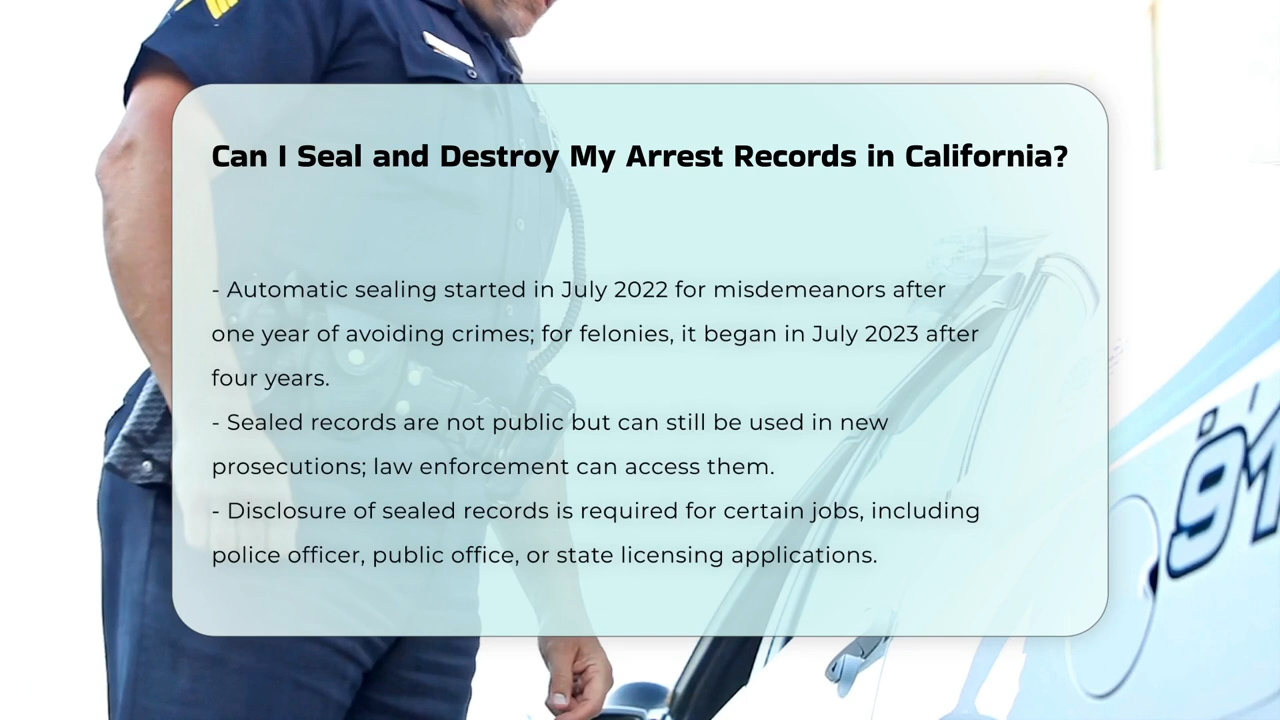 Can I Seal and Destroy My Arrest Records in California?
- Automatic sealing started in July 2022 for misdemeanors after
one year of avoiding crimes; for felonies, it began in July 2023 after
four years.
- Sealed records are not public but can still be used in new
prosecutions; law enforcement can access them.
- Disclosure of sealed records is required for certain jobs, including
police officer, public office, or state licensing applications.
91